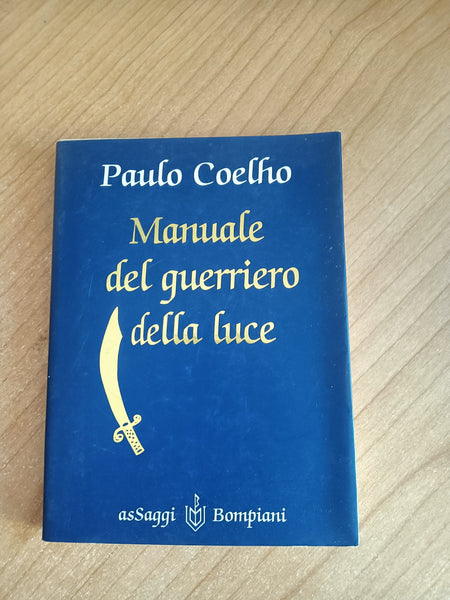 Paulo Coelho
Manuale
del guerriero
della luce
asSaggi Bompiani